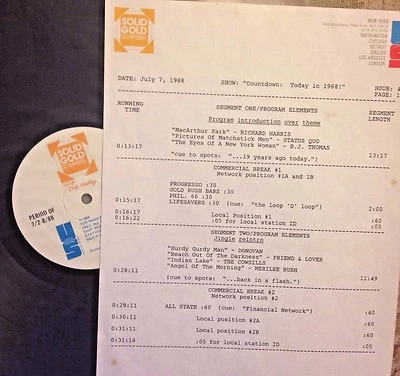 SOLID
GOLD
SCRAPBOOK
NEW YORK
WASHINGTON
CHICAGO
DETROIT
DALLAS
LOS ANGELES
LONDON
DATE: July 7, 1988 SHOW: "Countdown: Today in 1968!" HOUR: 4
PAGE: 1
RUNNING TIME SEGMENT ONE/PROGRAM ELEMENTS SEGMENT LENGTH
Program introduction over theme
"MacArthur Park" - RICHARD HARRIS
"Pictures Of Matchstick Men" - STATUS QUO
"The Eyes Of A New York Woman" - B.J. THOMAS
0:13:17
(cue to spots: "...19 years ago today.") 13:17
COMMERCIAL BREAK #1
Network position #1A and #1B
PROGRESSO :30
GOLD RUSH BARS :30
PHIL. 66 :30
0:15:17 LIFESAVERS :30 (cue: "the loop 'D' loop") 2:00
0:16:17 Local Position #1 :60
0:16:22 :05 for local station ID :05
SEGMENT TWO/PROGRAM ELEMENTS
Jingle reintro
"Hurdy Gurdy Man" - DONOVAN
"Reach Out Of The Darkness" - FRIEND & LOVER
"Indian Lake" - THE COWSILLS
"Angel Of The Morning" - MERILEE RUSH
0:28:11 11:49
(cue to spots: "...back in a flash.")
COMMERCIAL BREAK #2
Network position #2
0:29:11 ALL STATE :60 (cue: "Financial Network") :60
0:30:11 Local position #2A :60
0:31:11 Local position #2B :60
0:31:16 :05 for local station ID :05
SOLID
GOLD
SCRAPBOOK
PERIOD OF
7/2-8/88